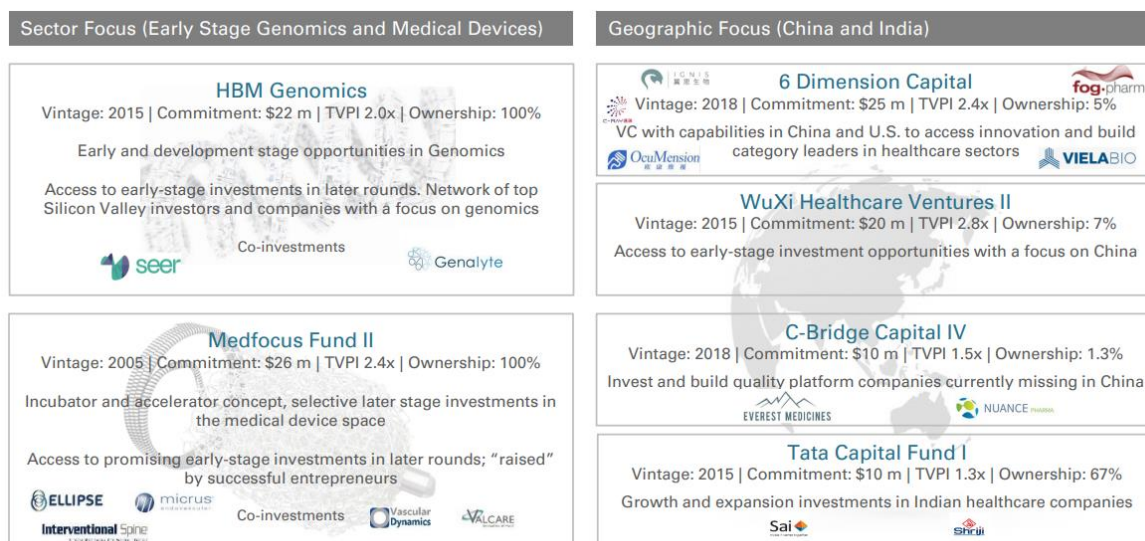 Sector Focus (Early Stage Genomics and Medical Devices)
HBM Genomics
Vintage: 2015 | Commitment: $22 m | TVPI 2.0x | Ownership: 100%
Early and development stage opportunities in Genomics
Access to early-stage investments in later rounds. Network of top
Silicon Valley investors and companies with a focus on genomics
Co-investments
seer
Genalyte
Medfocus Fund II
Vintage: 2005 | Commitment: $26 m | TVPI 2.4x | Ownership: 100%
Incubator and accelerator concept, selective later stage investments in
the medical device space
Access to promising early-stage investments in later rounds; “raised”
by successful entrepreneurs
ELLIPSE
micrus
endovascular
Co-investments
Vascular
Dynamics
VALCARE
Interventional Spine
Geographic Focus (China and India)
IGNIS
6 Dimension Capital
fog•pharma
Vintage: 2018 | Commitment: $25 m | TVPI 2.4x | Ownership: 5%
VC with capabilities in China and U.S. to access innovation and build
category leaders in healthcare sectors
OcuMension
VIELABIO
WuXi Healthcare Ventures II
Vintage: 2015 | Commitment: $20 m | TVPI 2.8x | Ownership: 7%
Access to early-stage investment opportunities with a focus on China
C-Bridge Capital IV
Vintage: 2018 | Commitment: $10 m | TVPI 1.5x | Ownership: 1.3%
Invest and build quality platform companies currently missing in China
EVEREST MEDICINES
NUANCE PHARMA
Tata Capital Fund I
Vintage: 2015 | Commitment: $10 m | TVPI 1.3x | Ownership: 67%
Growth and expansion investments in Indian healthcare companies
Sai
Shriji